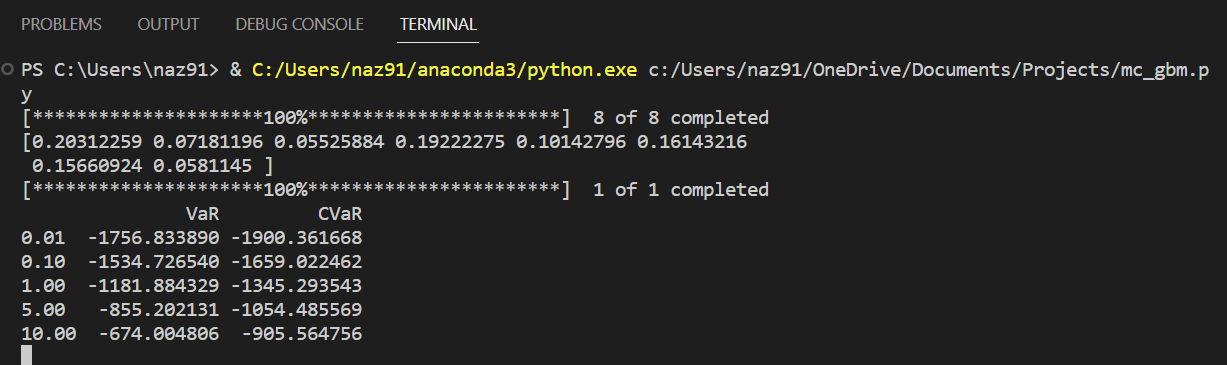 PROBLEMS OUTPUT DEBUG CONSOLE TERMINAL
PS C:\Users\naz91> & C:/Users/naz91/anaconda3/python.exe c:/Users/naz91/OneDrive/Documents/Projects/mc_gbm.p
y
[*********************100%***********************]  8 of 8 completed
[0.20312259 0.07181196 0.05525884 0.19222275 0.10142796 0.16143216
 0.15660924 0.0581145 ]
[*********************100%***********************]  1 of 1 completed
               VaR         CVaR
0.01  -1756.833890 -1900.361668
0.10  -1534.726540 -1659.022462
1.00  -1181.884329 -1345.293543
5.00   -855.202131 -1054.485569
10.00  -674.004806  -905.564756